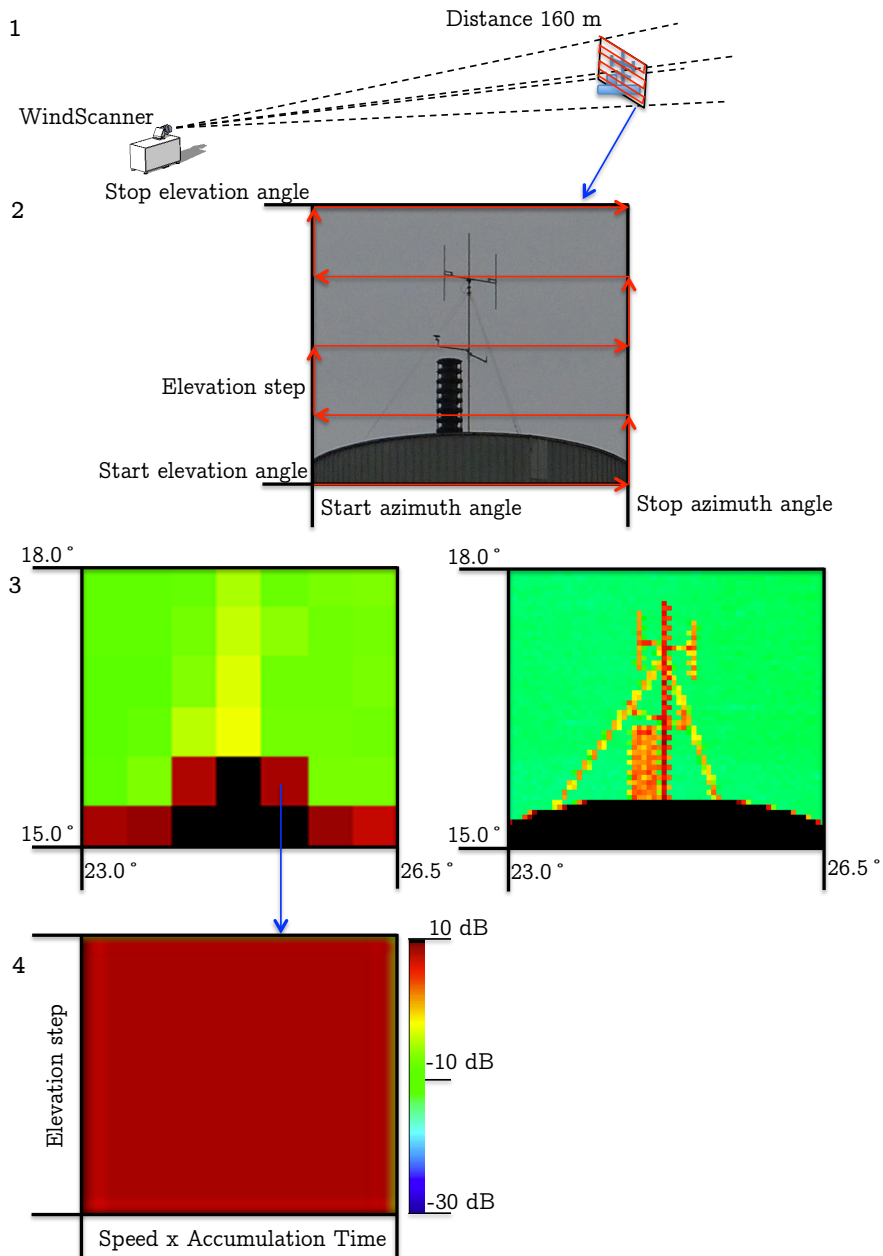 1
Distance 160 m
WindScanner
Stop elevation angle
2
Elevation step
Start elevation angle
Start azimuth angle
Stop azimuth angle
3
18.0°
15.0°
23.0°
26.5°
18.0°
15.0°
23.0°
26.5°
4
10 dB
-10 dB
-30 dB
Elevation step
Speed x Accumulation Time